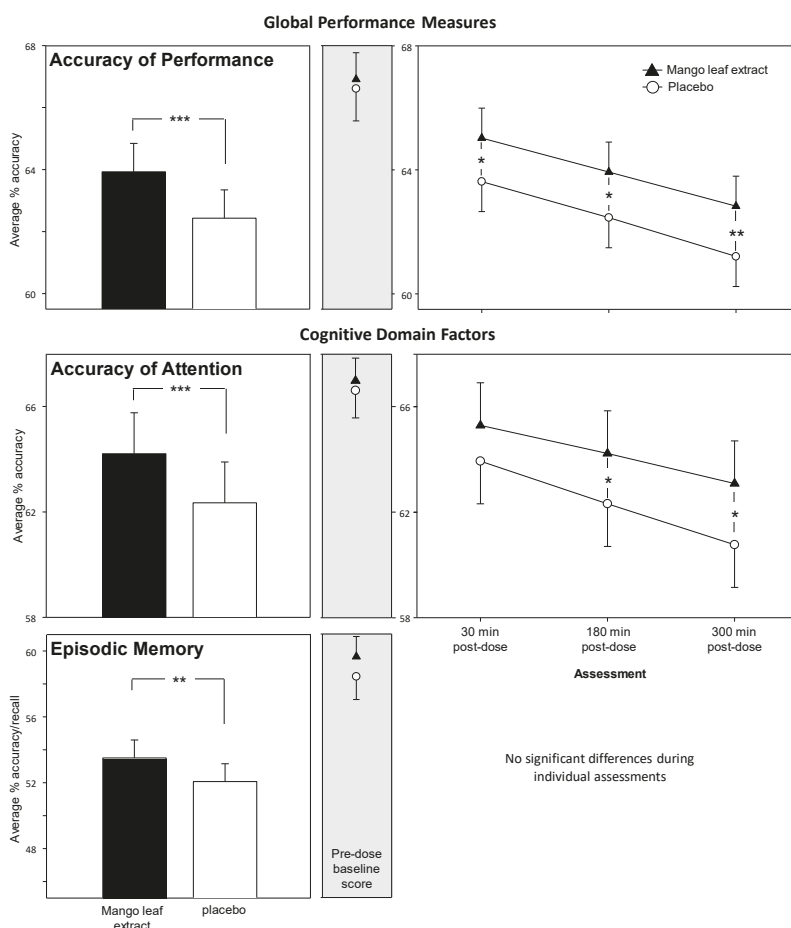 Global Performance Measures
Accuracy of Performance
Average % accuracy
68
64
60
***
68
64
60
Mango leaf extract
Placebo
*
*
**
Cognitive Domain Factors
Accuracy of Attention
Average % accuracy
66
62
58
***
66
62
58
*
*
30 min
post-dose
180 min
post-dose
300 min
post-dose
Assessment
Episodic Memory
Average % accuracy/recall
60
56
52
48
**
Mango leaf
extract
placebo
Pre-dose
baseline
score
No significant differences during
individual assessments